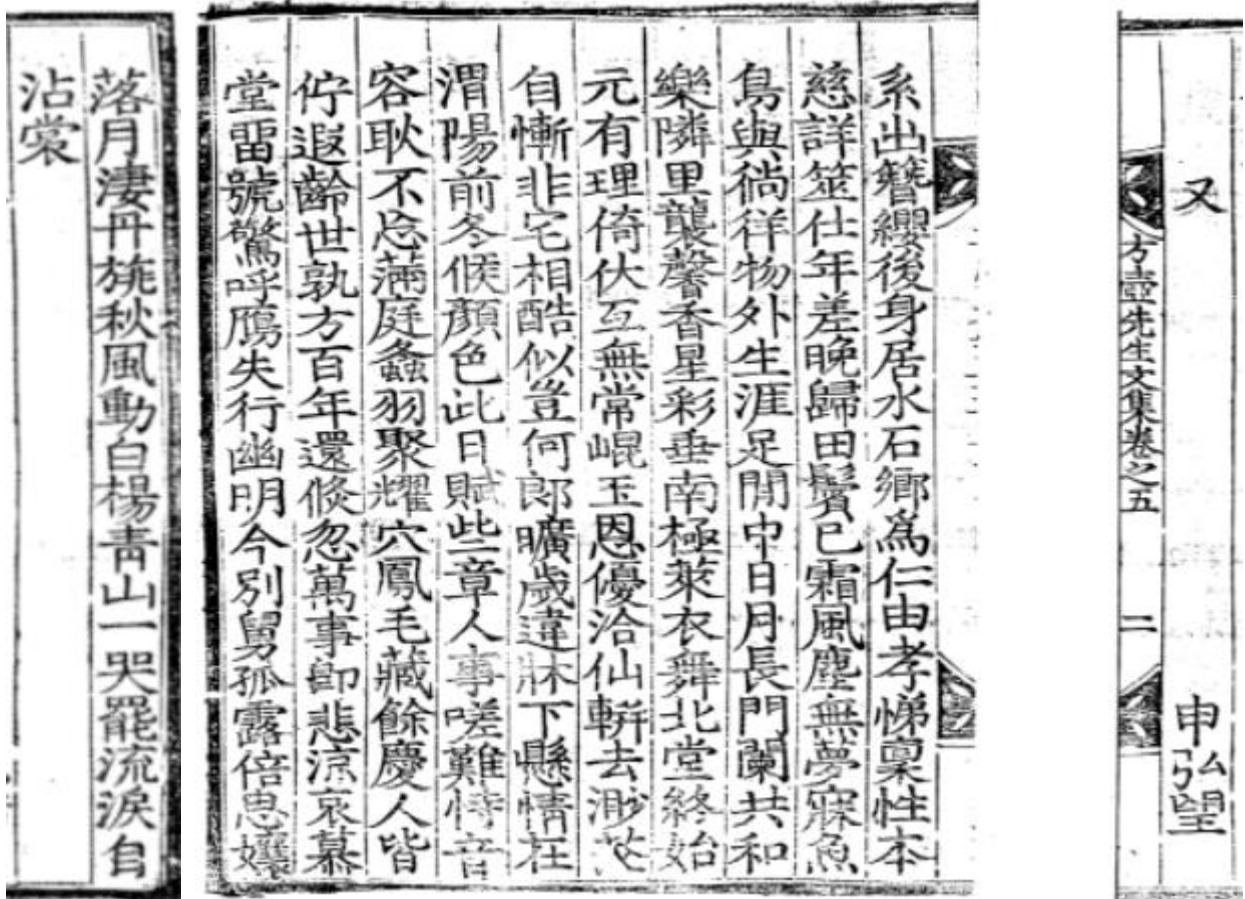 又 申弘望
方壺先生文集卷之五 二
系出簪纓後身居水石鄉爲仁由孝悌稟性本
慈詳筮仕年差晚歸田鬢已霜風塵無夢寐魚
鳥與徜徉物外生涯足閒中日月長門闌共和
樂隣里襲馨香星彩垂南極萊衣舞北堂終始
元有理倚伏互無常崐玉恩優洽仙輧去渺茫
自慚非宅相酷似豈何郎曠歲違牀下懸情在
渭陽前冬候顏色此日賦些章人事嗟難恃音
容耿不忘滿庭螽羽聚耀穴鳳毛藏餘慶人皆
佇遐齡世孰方百年還倏忽萬事卽悲涼哀慕
堂畱號驚呼鴈失行幽明今別舅孤露倍思孃
落月淒丹旐秋風動白楊靑山一哭罷流淚自
沾裳